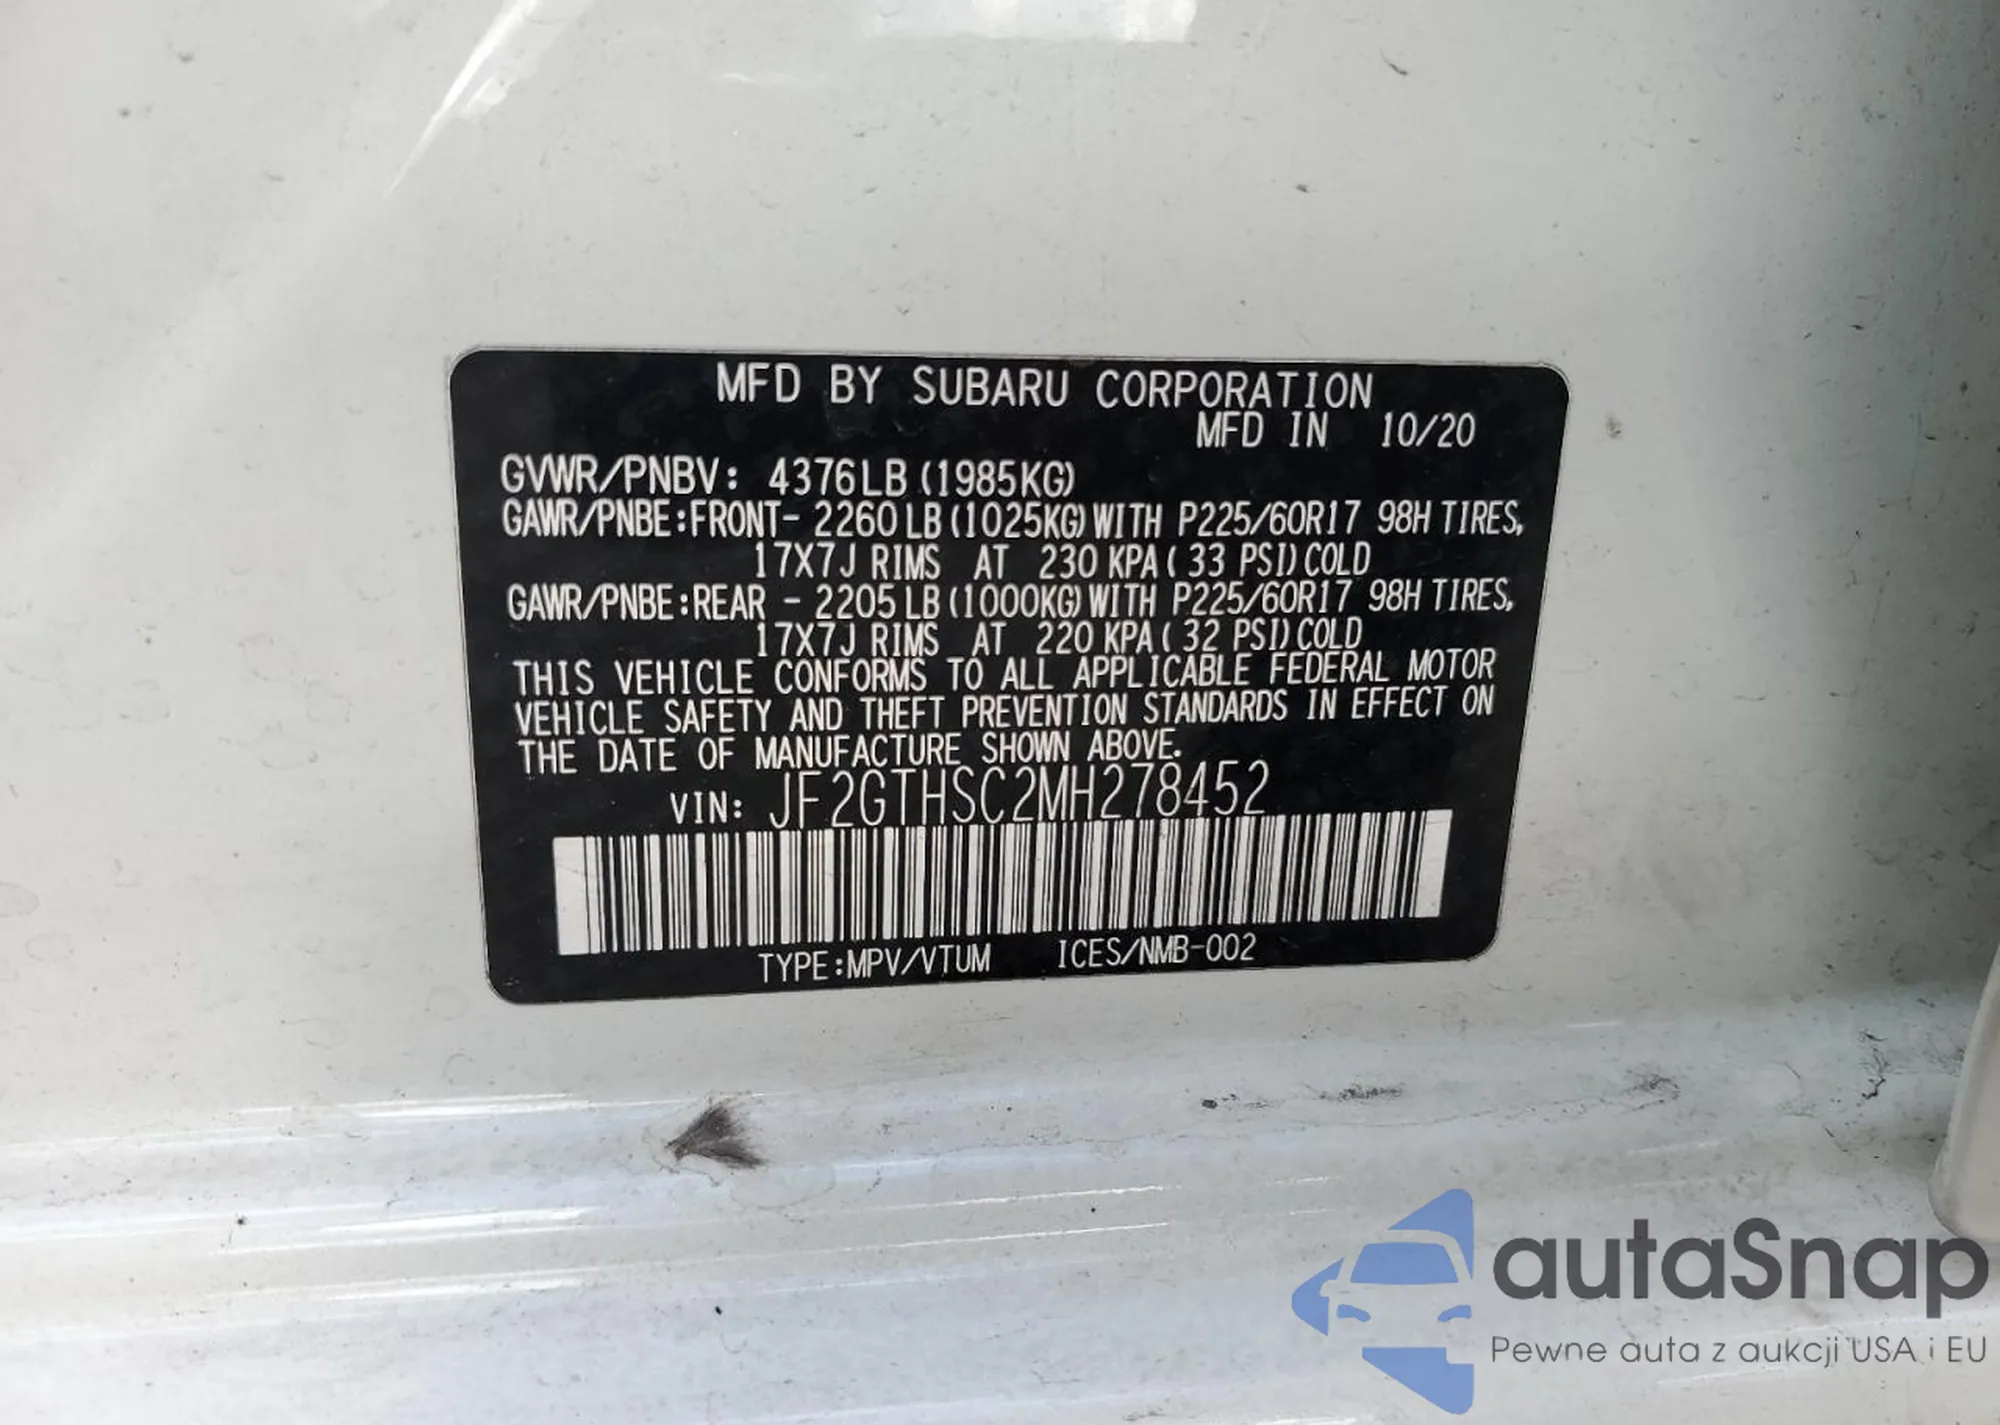 MFD BY SUBARU CORPORATION
MFD IN 10/20
GVWR/PNBV: 4376LB (1985KG)
GAWR/PNBE:FRONT- 2260LB(1025KG)WITH P225/60R17 98H TIRES,
17X7J RIMS AT 230 KPA( 33 PSI)COLD
GAWR/PNBE:REAR - 2205LB(1000KG)WITH P225/60R17 98H TIRES,
17X7J RIMS AT 220 KPA( 32 PSI)COLD
THIS VEHICLE CONFORMS TO ALL APPLICABLE FEDERAL MOTOR
VEHICLE SAFETY AND THEFT PREVENTION STANDARDS IN EFFECT ON
THE DATE OF MANUFACTURE SHOWN ABOVE.
VIN: JF2GTHSC2MH278452
TYPE:MPV/VTUM ICES/NMB-002
autaSnap
Pewne auta z aukcji USA i EU